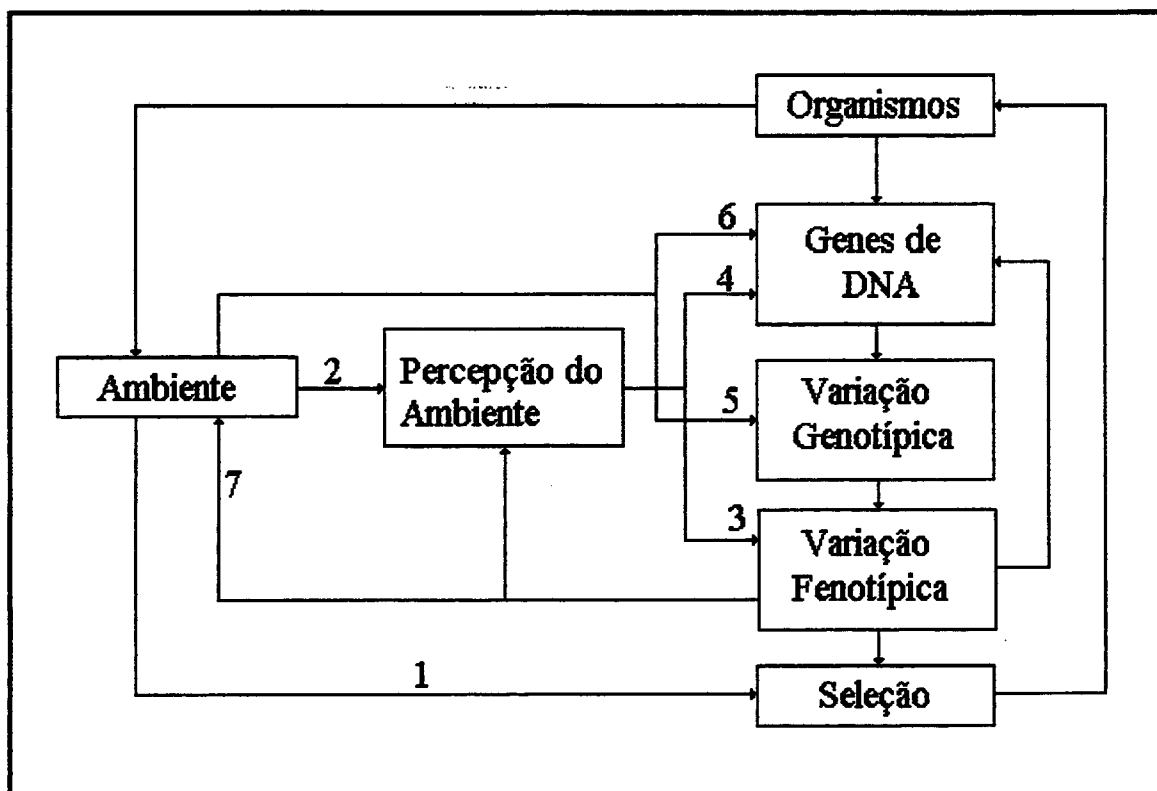 Organismos
6
Genes de
DNA
4
Ambiente
2
Percepção do
Ambiente
5
Variação
Genotípica
7
3
Variação
Fenotípica
1
Seleção